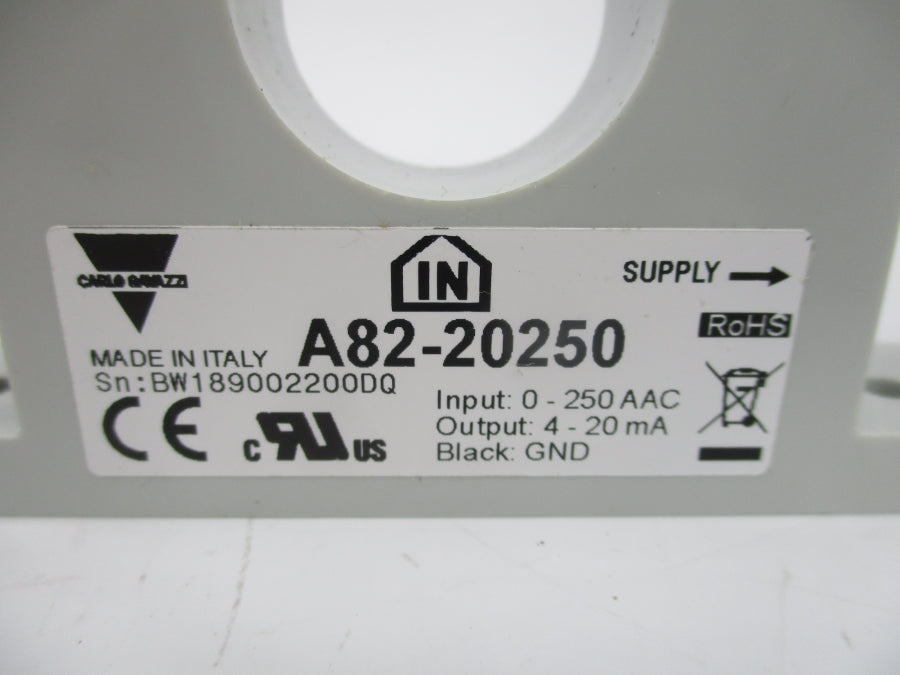 CARLO GAVAZZI
IN
SUPPLY
RoHS
A82-20250
MADE IN ITALY
Sn:BW189002200DQ
Input: 0 - 250 AAC
Output: 4 - 20 mA
Black: GND
CE
c RU US